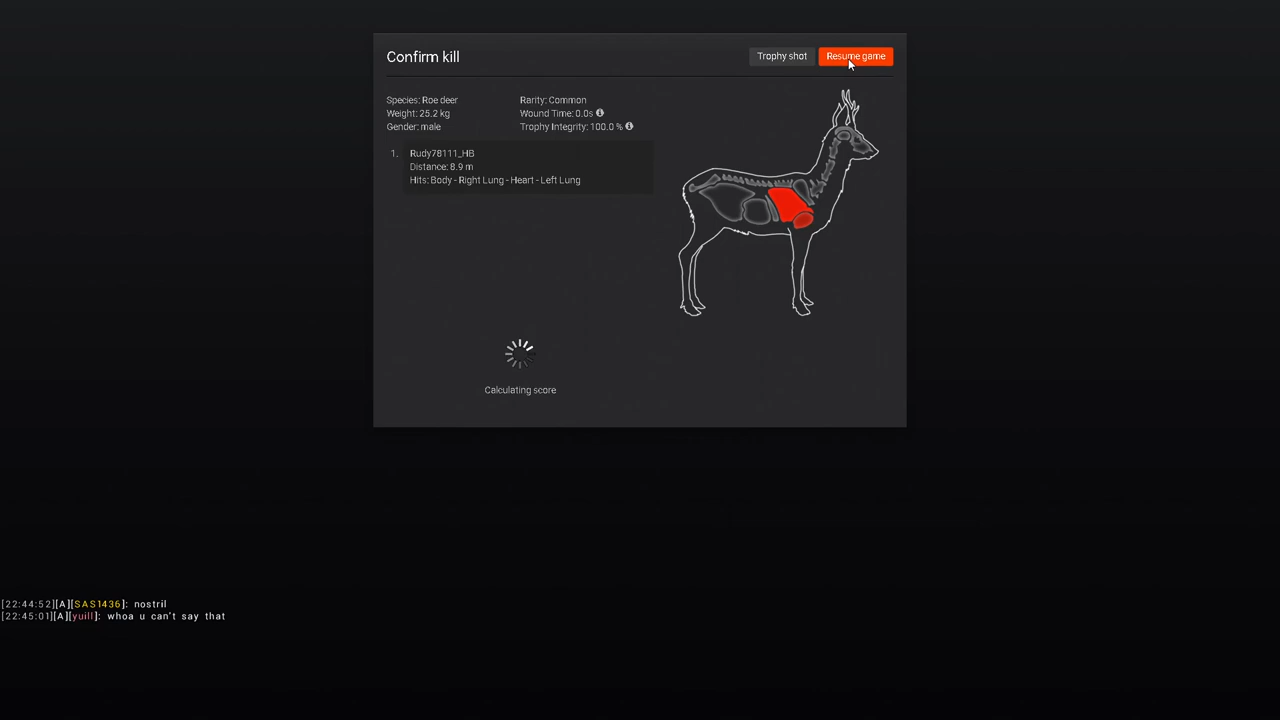 Confirm kill
Trophy shot
Resume game
Species: Roe deer
Rarity: Common
Weight: 25.2 kg
Wound Time: 0.0s
Gender: male
Trophy Integrity: 100.0 %
1. Rudy78111_HB
Distance: 8.9 m
Hits: Body - Right Lung - Heart - Left Lung
Calculating score
[22:44:52][A][SAS1436]: nostril
[22:45:01][A][yuill]: whoa u can't say that